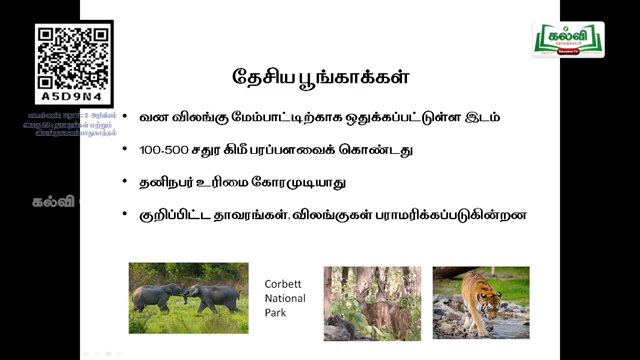 கல்வி
A5D9N4
தேசிய பூங்காக்கள்
வன விலங்கு மேம்பாட்டிற்காக ஒதுக்கப்பட்டுள்ள இடம்
100-500 சதுர கிமீ பரப்பளவைக் கொண்டது
தனிநபர் உரிமை கோரமுடியாது
கல்வி
குறிப்பிட்ட தாவரங்கள், விலங்குகள் பராமரிக்கப்படுகின்றன
Corbett
National
Park